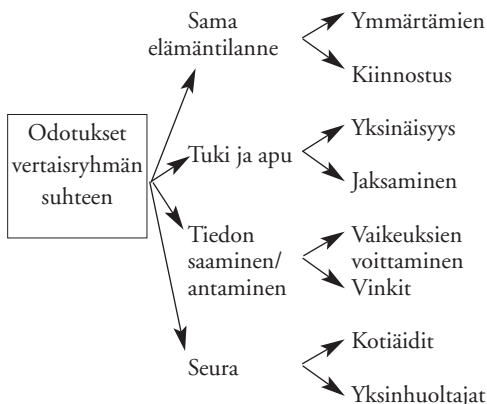 Odotukset
vertaisryhmän
suhteen
Sama
elämäntilanne
Ymmärtämien
Kiinnostus
Tuki ja apu
Yksinäisyys
Jaksaminen
Tiedon
saaminen/
antaminen
Vaikeuksien
voittaminen
Vinkit
Seura
Kotiäidit
Yksinhuoltajat